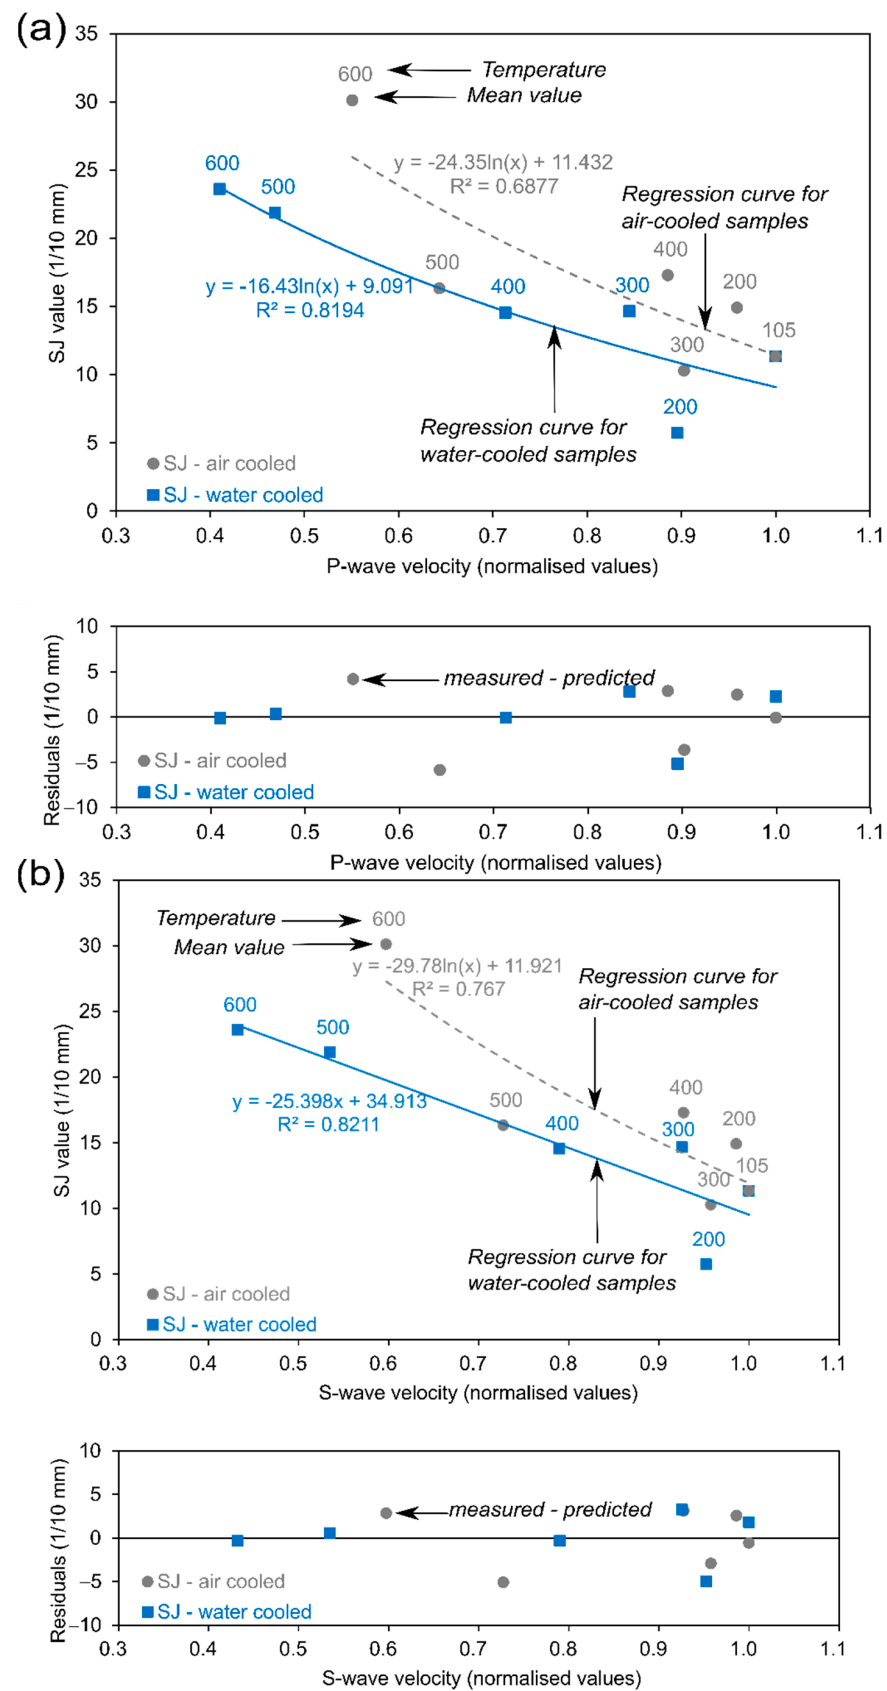 (a)
35
30
25
20
15
10
5
0
SJ value (1/10 mm)
600
Temperature
Mean value
y = -24.35ln(x) + 11.432
R² = 0.6877
Regression curve for
air-cooled samples
600
500
500
400
300
400
200
y = -16.43ln(x) + 9.091
R² = 0.8194
105
300
200
Regression curve for
water-cooled samples
SJ - air cooled
SJ - water cooled
0.3 0.4 0.5 0.6 0.7 0.8 0.9 1.0 1.1
P-wave velocity (normalised values)
10
5
0
−5
−10
Residuals (1/10 mm)
measured - predicted
SJ - air cooled
SJ - water cooled
0.3 0.4 0.5 0.6 0.7 0.8 0.9 1.0 1.1
P-wave velocity (normalised values)
(b)
35
30
25
20
15
10
5
0
SJ value (1/10 mm)
Temperature
600
Mean value
y = -29.78ln(x) + 11.921
R² = 0.767
Regression curve for
air-cooled samples
600
500
y = -25.398x + 34.913
R² = 0.8211
500
400
400
300
200
105
300
200
Regression curve for
water-cooled samples
SJ - air cooled
SJ - water cooled
0.3 0.4 0.5 0.6 0.7 0.8 0.9 1.0 1.1
S-wave velocity (normalised values)
10
5
0
−5
−10
Residuals (1/10 mm)
measured - predicted
SJ - air cooled
SJ - water cooled
0.3 0.4 0.5 0.6 0.7 0.8 0.9 1.0 1.1
S-wave velocity (normalised values)